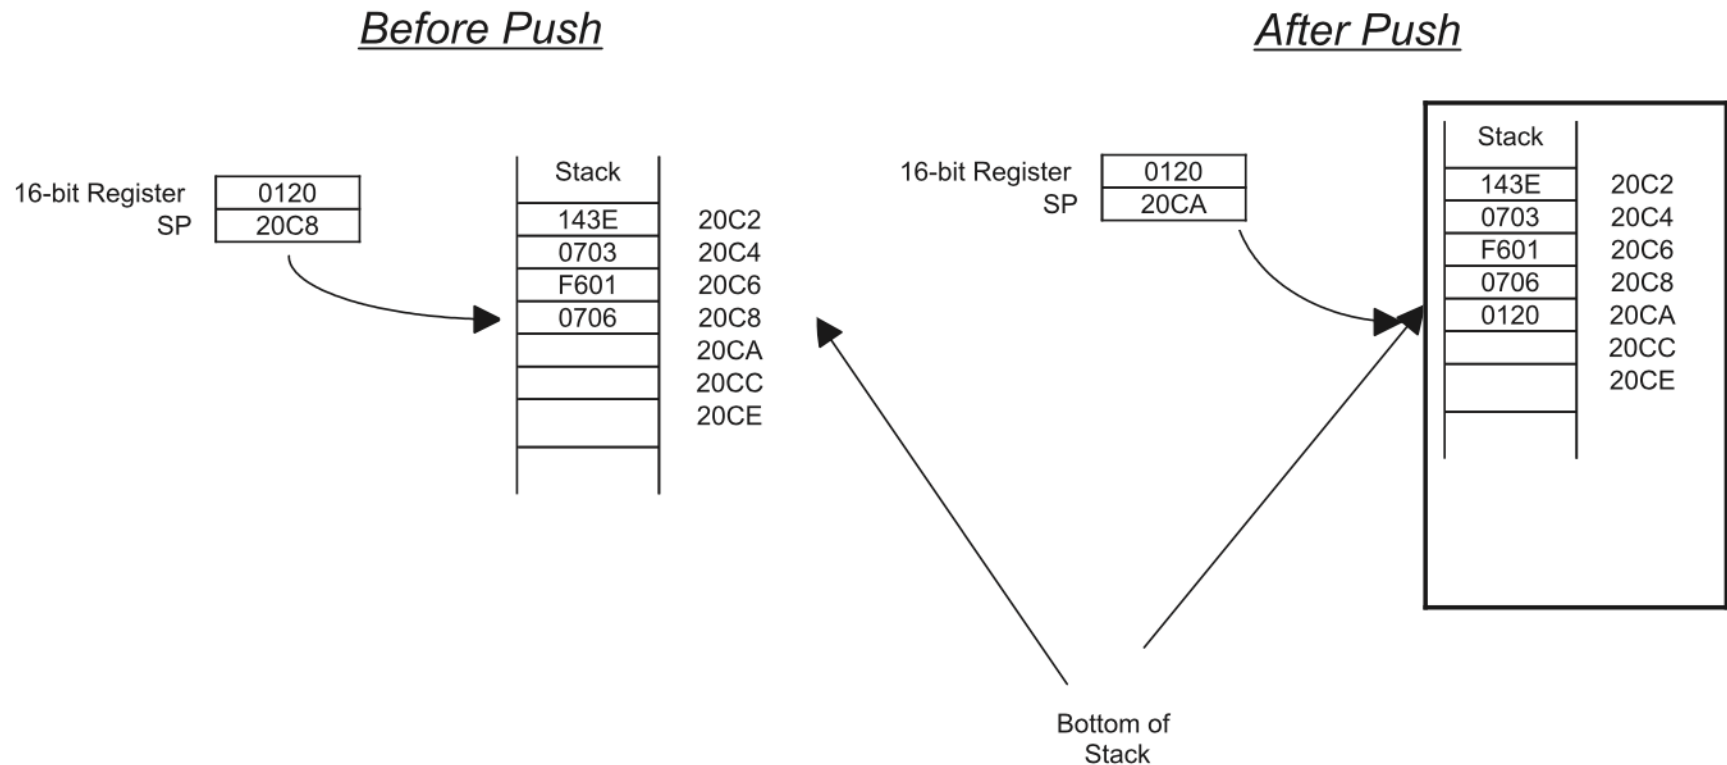 Before Push
16-bit Register 0120
SP 20C8
Stack
143E 20C2
0703 20C4
F601 20C6
0706 20C8
20CA
20CC
20CE
After Push
16-bit Register 0120
SP 20CA
Stack
143E 20C2
0703 20C4
F601 20C6
0706 20C8
0120 20CA
20CC
20CE
Bottom of
Stack